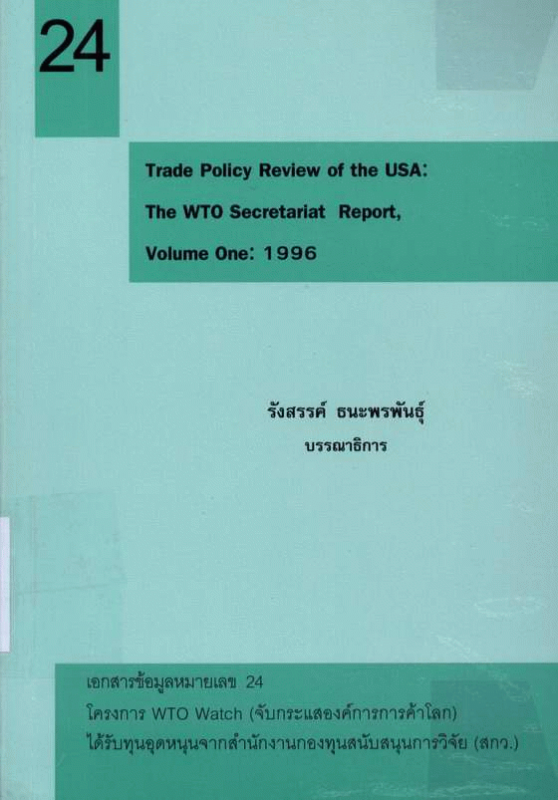 24
Trade Policy Review of the USA:
The WTO Secretariat Report,
Volume One: 1996
รังสรรค์ ธนะพรพันธุ์
บรรณาธิการ
เอกสารข้อมูลหมายเลข 24
โครงการ WTO Watch (จับกระแสองค์การการค้าโลก)
ได้รับทุนอุดหนุนจากสำนักงานกองทุนสนับสนุนการวิจัย (สกว.)